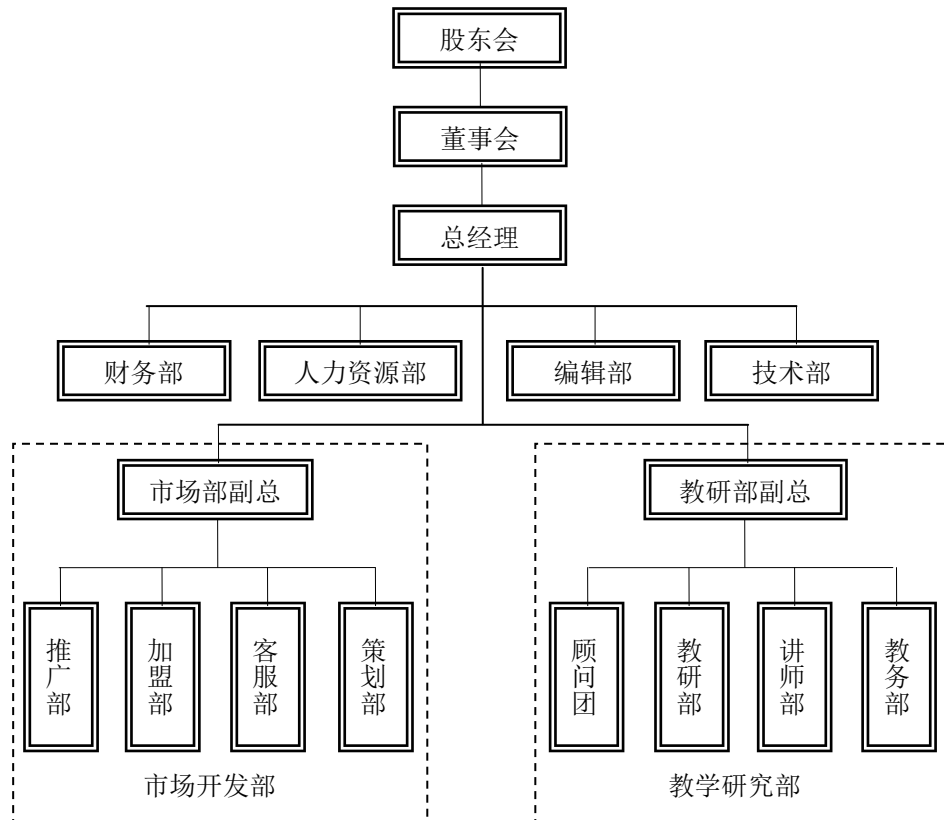 股东会
董事会
总经理
财务部
人力资源部
编辑部
技术部
市场部副总
教研部副总
推广部
加盟部
客服部
策划部
顾问团
教研部
讲师部
教务部
市场开发部
教学研究部